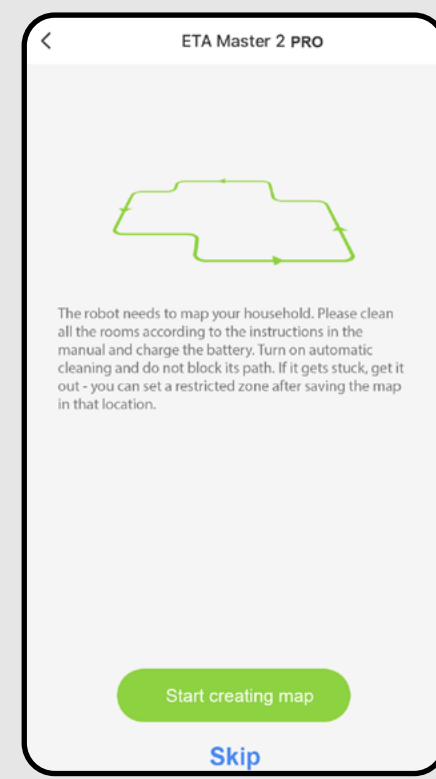 ETA Master 2 PRO
The robot needs to map your household. Please clean
all the rooms according to the instructions in the
manual and charge the battery. Turn on automatic
cleaning and do not block its path. If it gets stuck, get it
out - you can set a restricted zone after saving the map
in that location.
Start creating map
Skip